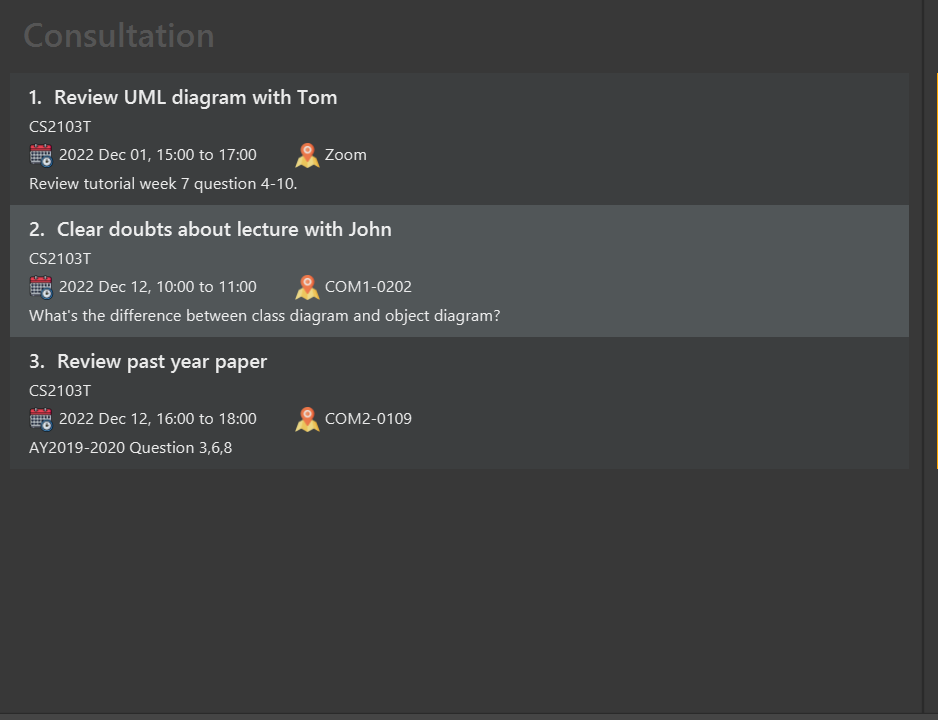 Consultation
1. Review UML diagram with Tom
CS2103T
2022 Dec 01, 15:00 to 17:00 Zoom
Review tutorial week 7 question 4-10.
2. Clear doubts about lecture with John
CS2103T
2022 Dec 12, 10:00 to 11:00 COM1-0202
What's the difference between class diagram and object diagram?
3. Review past year paper
CS2103T
2022 Dec 12, 16:00 to 18:00 COM2-0109
AY2019-2020 Question 3,6,8